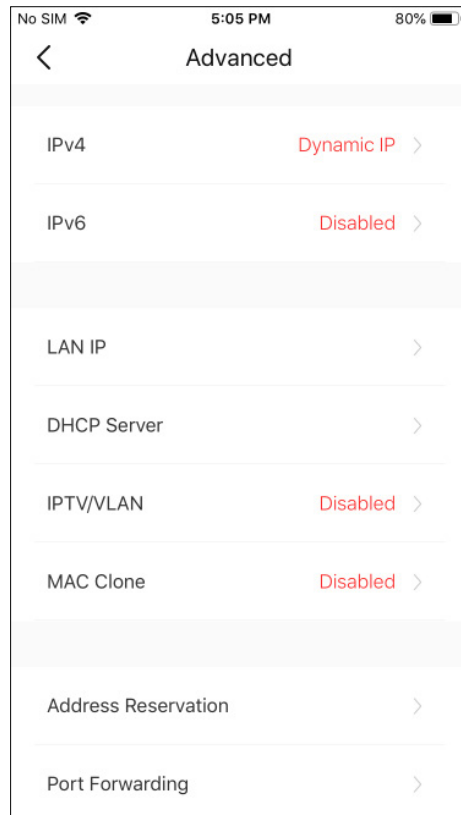 No SIM 5:05 PM 80%
Advanced
IPv4 Dynamic IP
IPv6 Disabled
LAN IP
DHCP Server
IPTV/VLAN Disabled
MAC Clone Disabled
Address Reservation
Port Forwarding